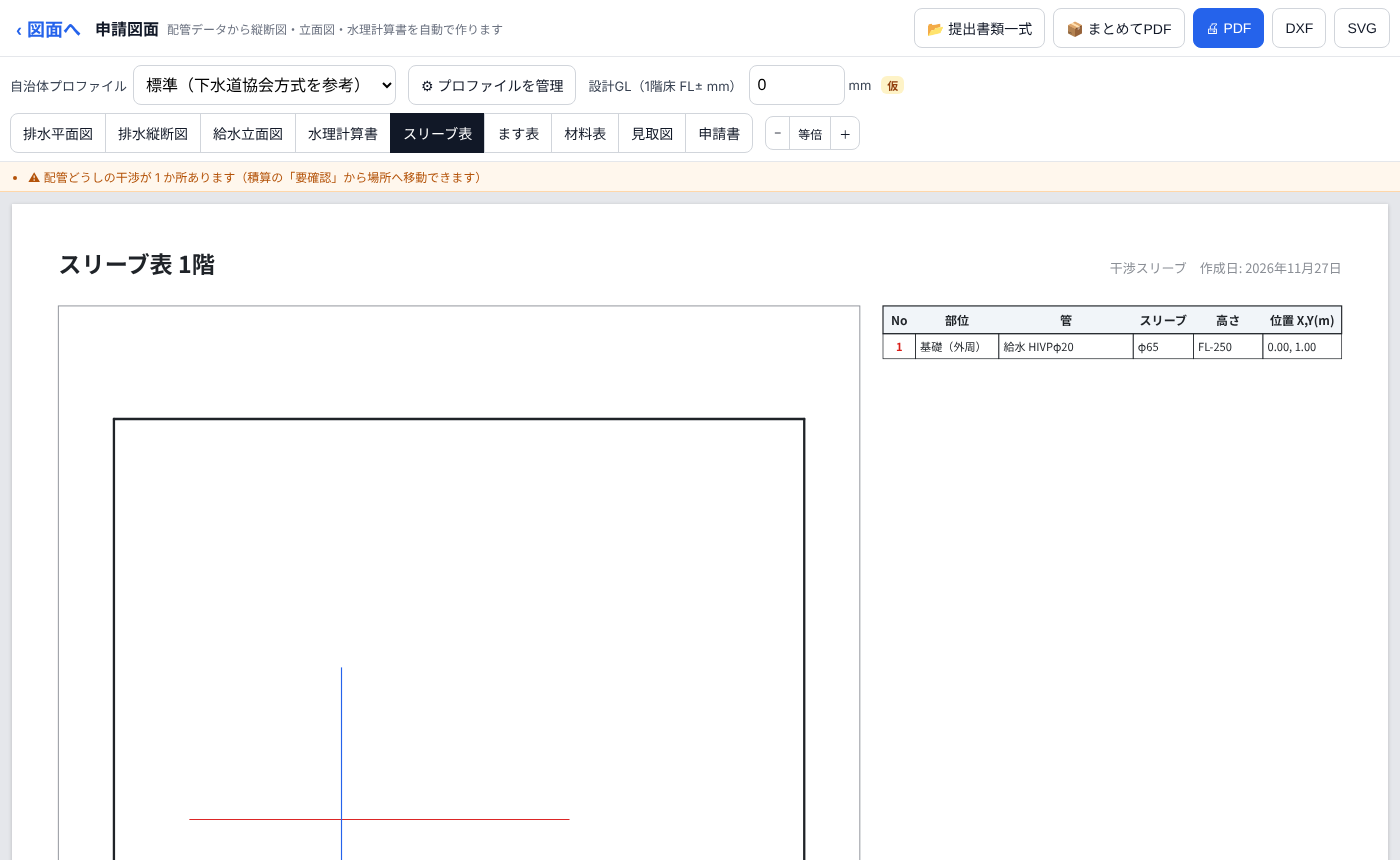 ‹ 図面へ 申請図面 配管データから縦断図・立面図・水理計算書を自動で作ります 📂 提出書類一式 📦 まとめてPDF 🖨 PDF DXF SVG
自治体プロファイル 標準（下水道協会方式を参考） ⚙ プロファイルを管理 設計GL（1階床 FL± mm） 0 mm 仮
排水平面図 排水縦断図 給水立面図 水理計算書 スリーブ表 ます表 材料表 見取図 申請書 － 等倍 ＋
• ⚠ 配管どうしの干渉が 1 か所あります（積算の「要確認」から場所へ移動できます）
スリーブ表 1階
干渉スリーブ 作成日: 2026年11月27日
No 部位 管 スリーブ 高さ 位置 X,Y(m)
1 基礎（外周） 給水 HIVPφ20 φ65 FL-250 0.00, 1.00